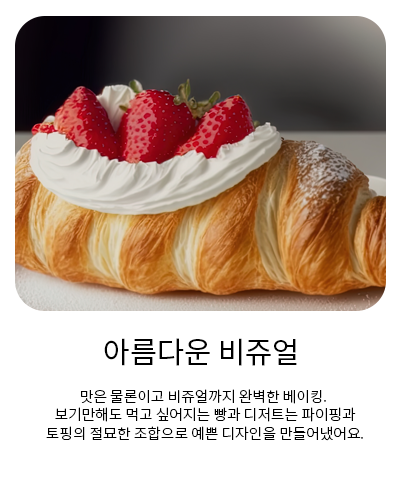 아름다운 비쥬얼
맛은 물론이고 비쥬얼까지 완벽한 베이킹.
보기만해도 먹고 싶어지는 빵과 디저트는 파이핑과
토핑의 절묘한 조합으로 예쁜 디자인을 만들어냈어요.